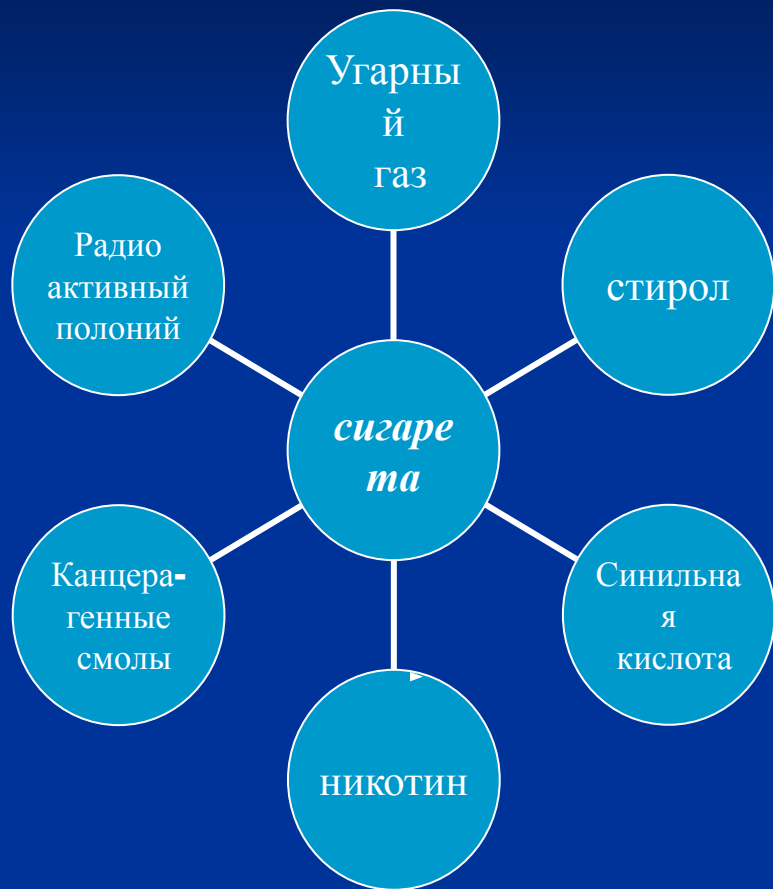 Угарны
й
газ
Радио
активный
полоний
стирол
сигаре
та
Канцера-
генные
смолы
Синильна
я
кислота
никотин